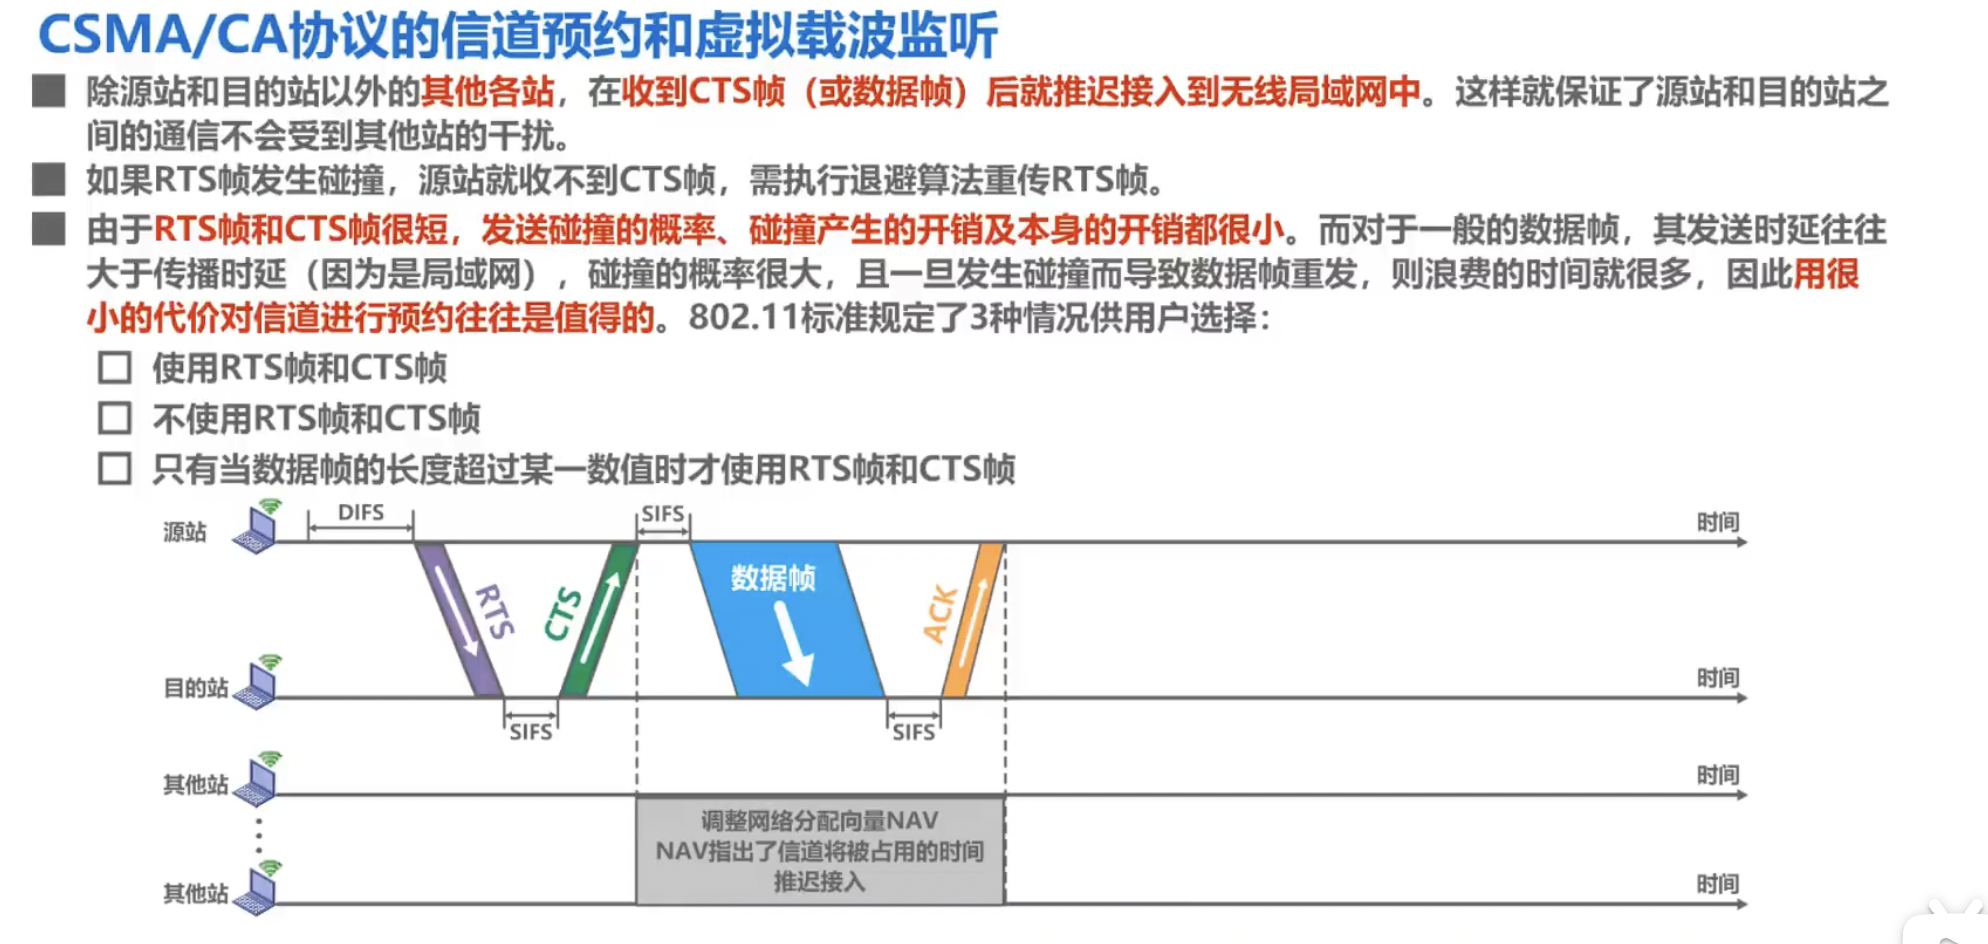 CSMA/CA协议的信道预约和虚拟载波监听
除源站和目的站以外的其他各站，在收到CTS帧（或数据帧）后就推迟接入到无线局域网中。这样就保证了源站和目的站之
间的通信不会受到其他站的干扰。
如果RTS帧发生碰撞，源站就收不到CTS帧，需执行退避算法重传RTS帧。
由于RTS帧和CTS帧很短，发送碰撞的概率、碰撞产生的开销及本身的开销都很小。而对于一般的数据帧，其发送时延往往
大于传播时延（因为是局域网），碰撞的概率很大，且一旦发生碰撞而导致数据帧重发，则浪费的时间就很多，因此用很
小的代价对信道进行预约往往是值得的。802.11标准规定了3种情况供用户选择：
使用RTS帧和CTS帧
不使用RTS帧和CTS帧
只有当数据帧的长度超过某一数值时才使用RTS帧和CTS帧
DIFS
SIFS
源站
时间
RTS
CTS
数据帧
ACK
目的站
时间
SIFS
SIFS
其他站
时间
调整网络分配向量NAV
NAV指出了信道将被占用的时间
推迟接入
其他站
时间